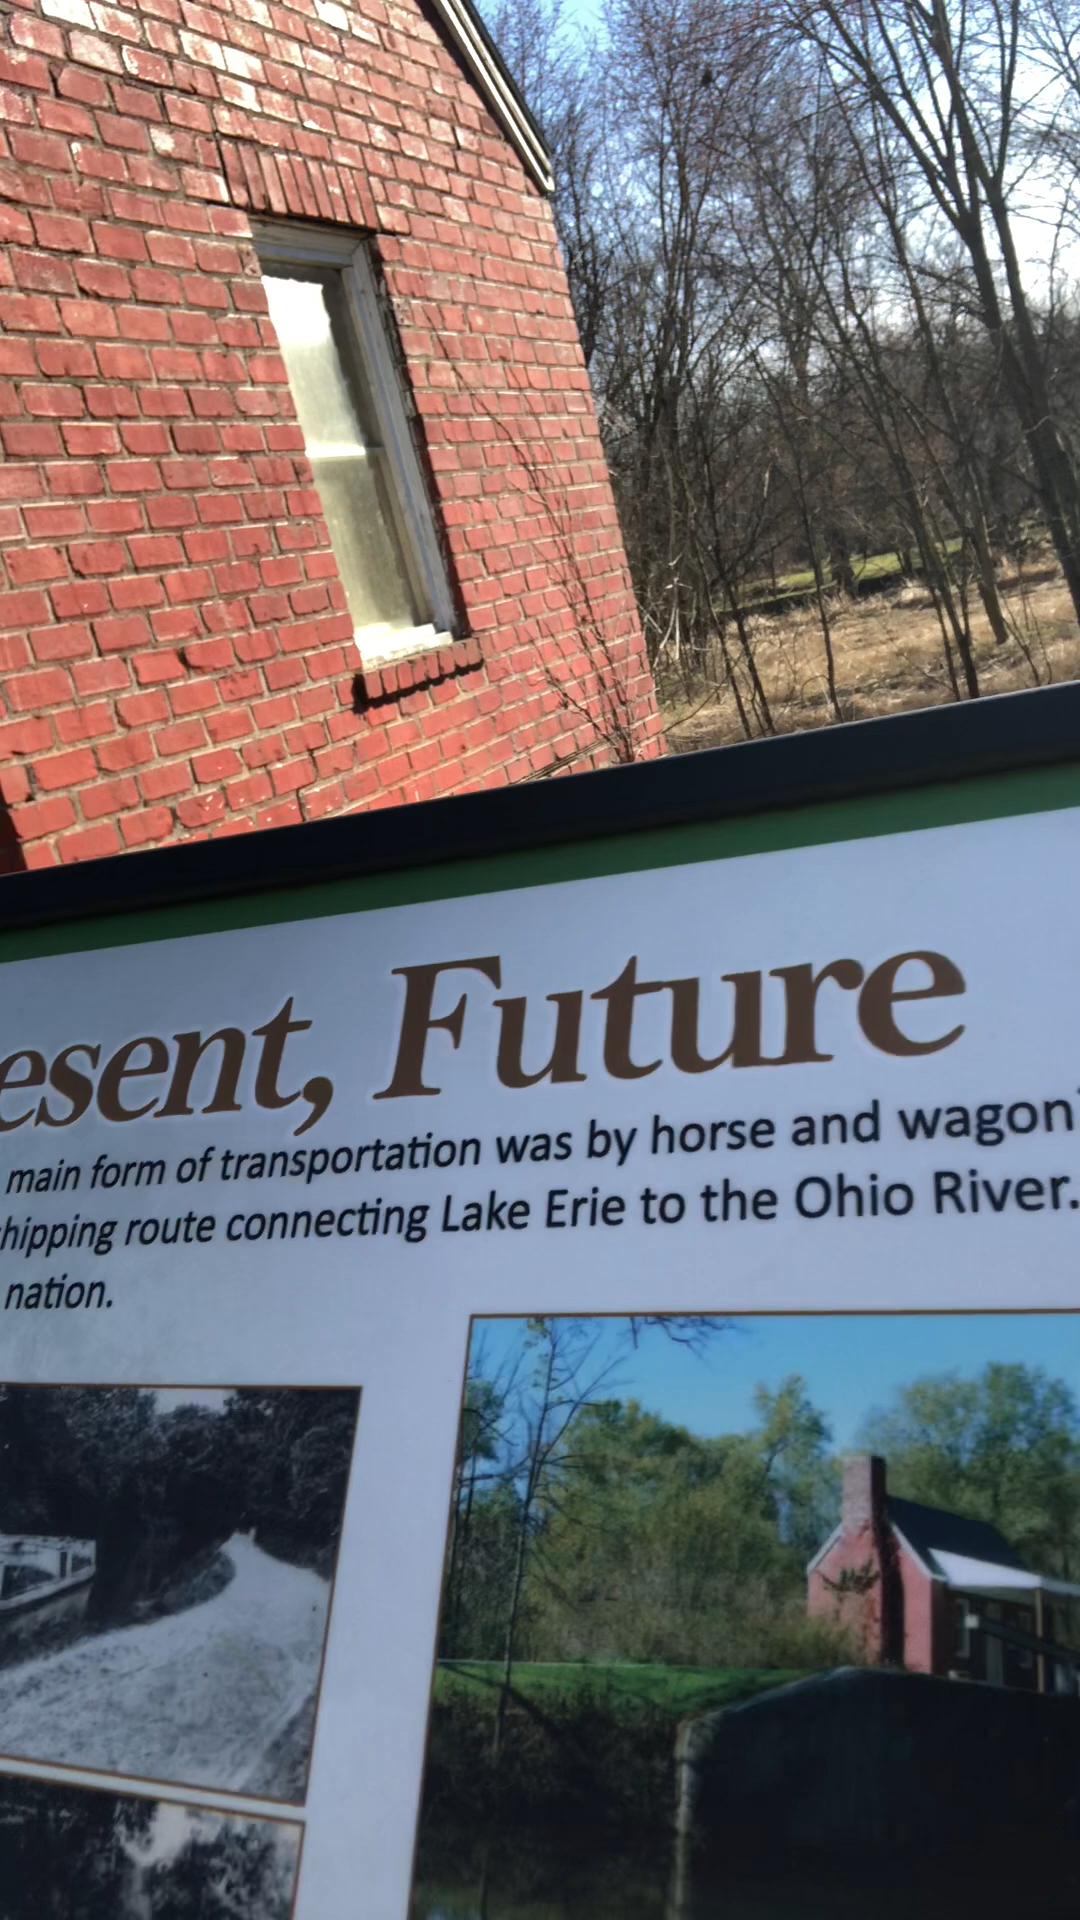 esent, Future
main form of transportation was by horse and wagon?
hipping route connecting Lake Erie to the Ohio River.
nation.